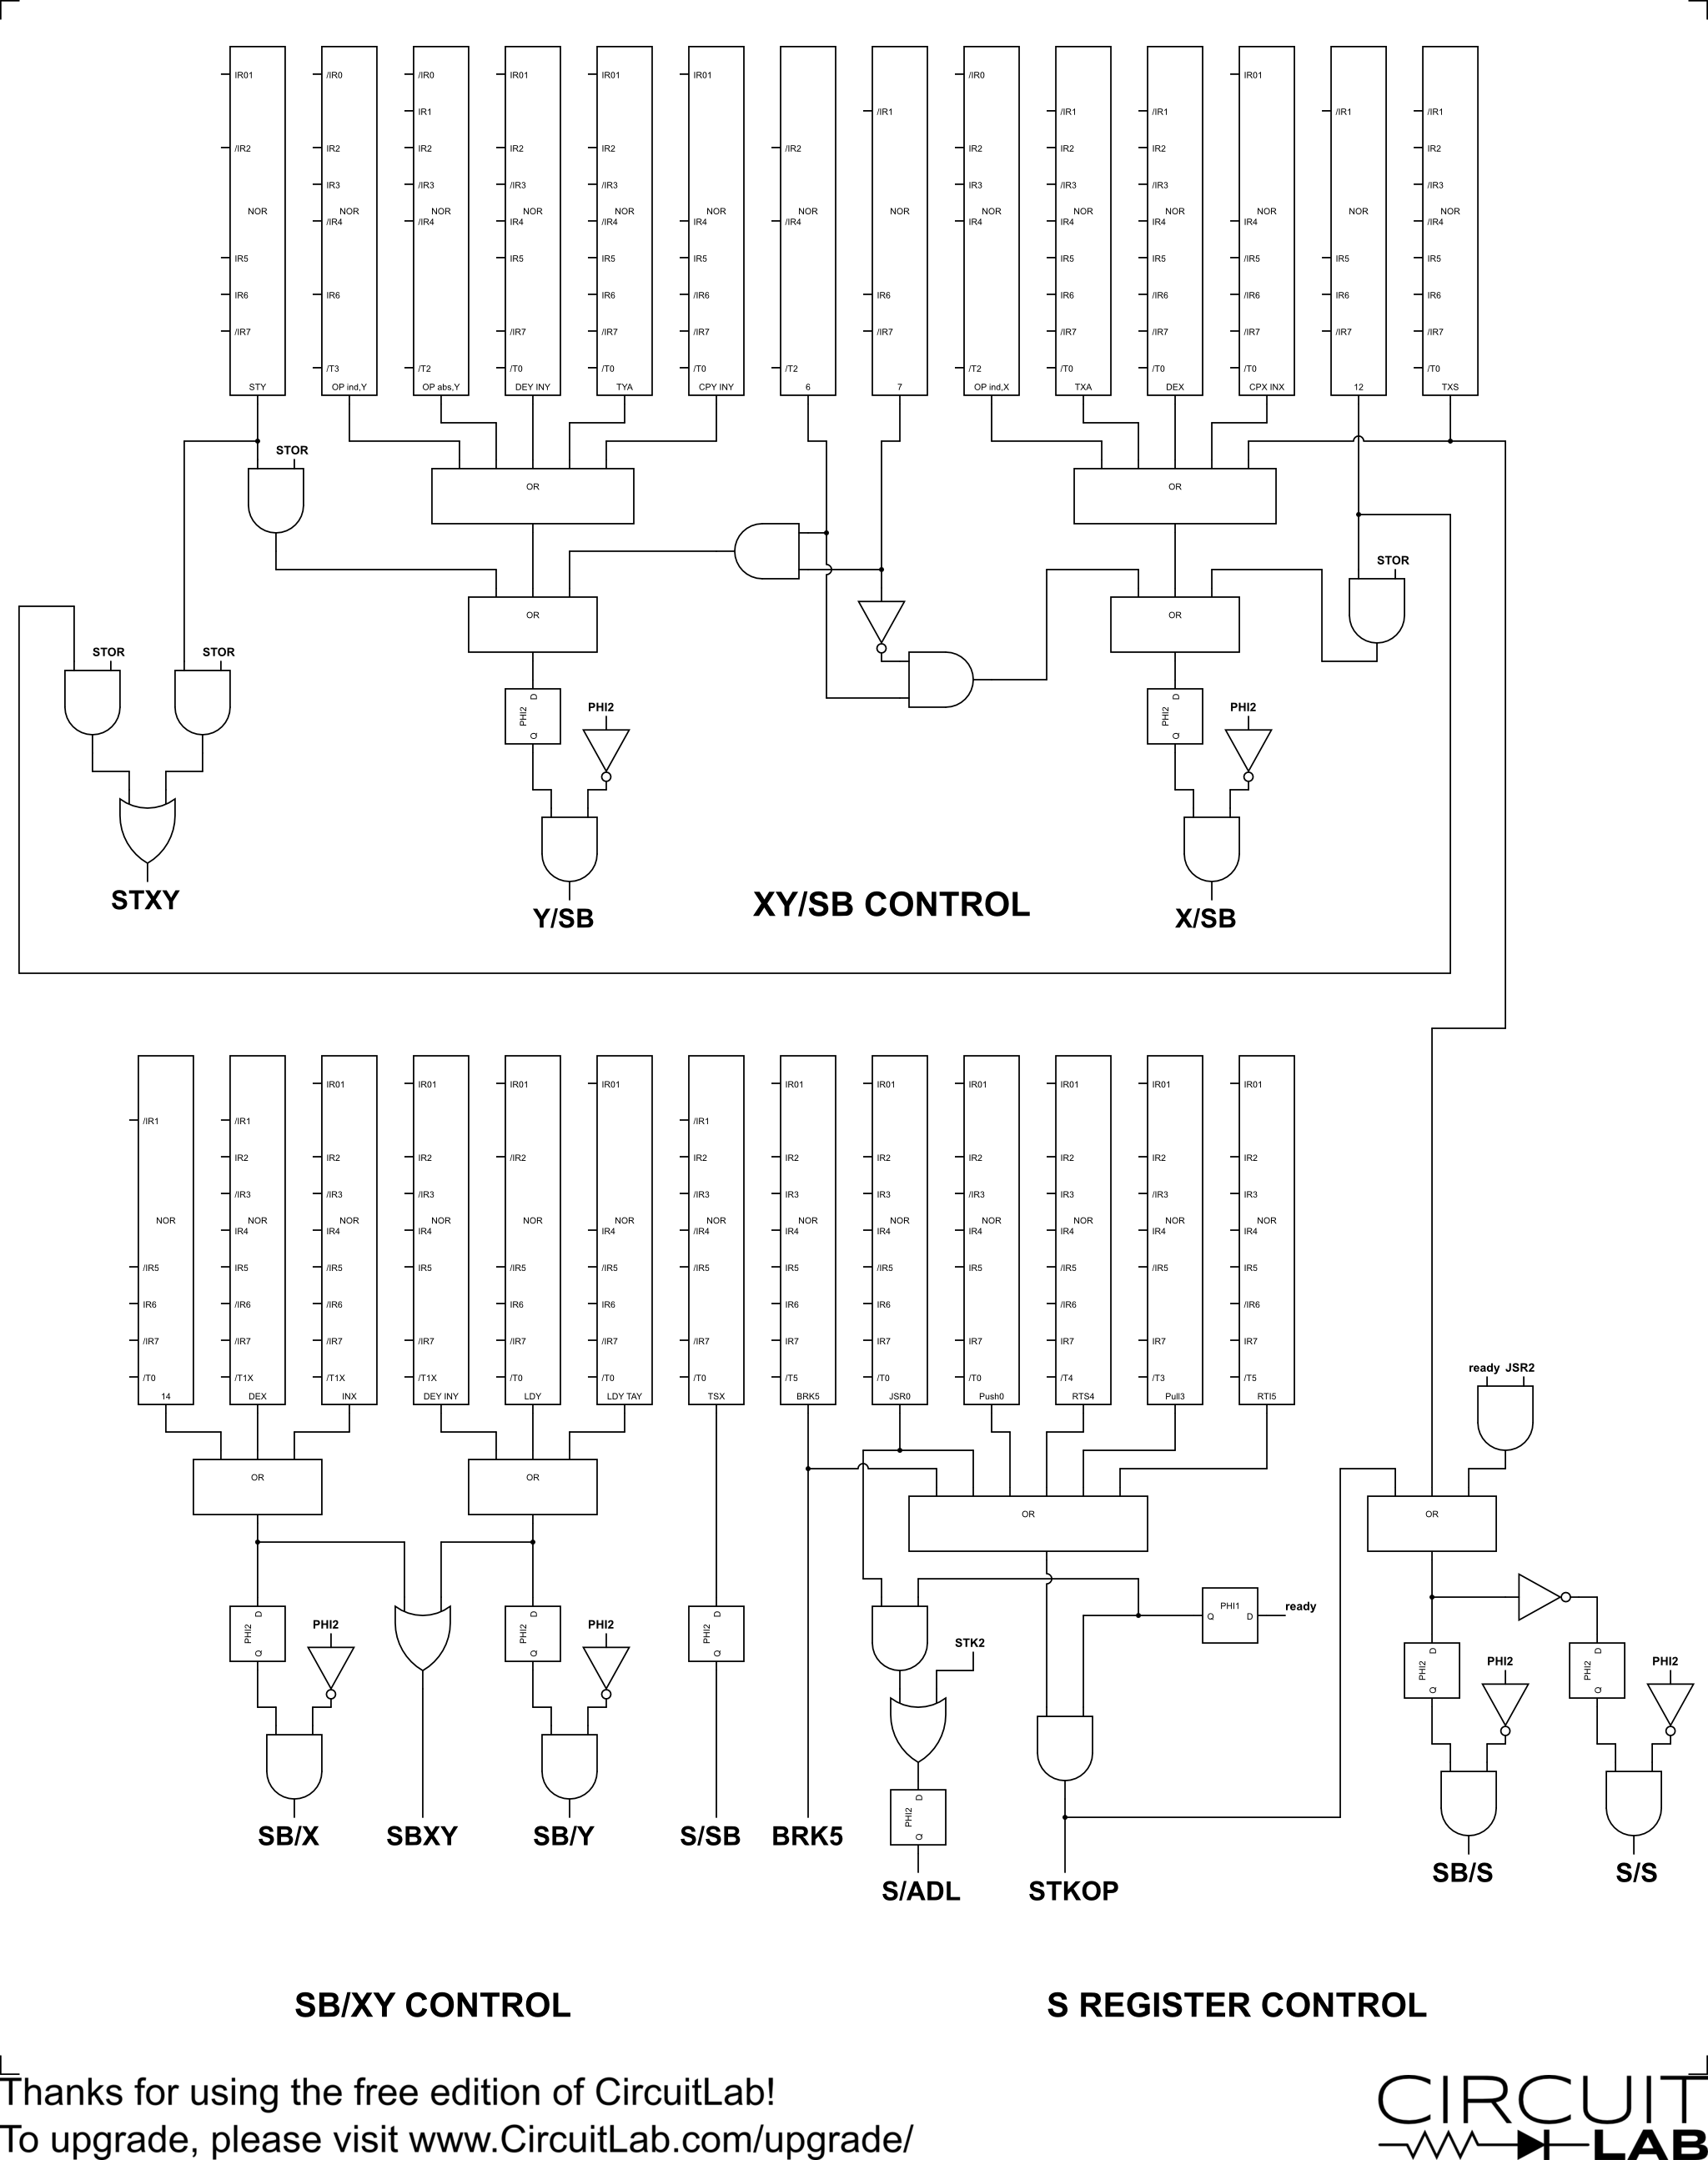 IR01 /IR0 /IR0 IR01 IR01 IR01 /IR0 IR01
IR1 /IR1 /IR1 /IR1 /IR1 /IR1
/IR2 IR2 IR2 IR2 IR2 /IR2 IR2 IR2 IR2 IR2
IR3 /IR3 /IR3 /IR3 IR3 /IR3 /IR3 /IR3
NOR NOR NOR NOR NOR NOR NOR NOR NOR NOR NOR NOR NOR NOR
/IR4 /IR4 IR4 /IR4 IR4 /IR4 IR4 /IR4 IR4 IR4 /IR4
IR5 IR5 IR5 IR5 IR5 IR5 /IR5 IR5 IR5
IR6 IR6 IR6 /IR6 IR6 IR6 /IR6 /IR6 IR6 IR6
/IR7 /IR7 /IR7 /IR7 /IR7 /IR7 /IR7 /IR7 /IR7 /IR7
/T3 /T2 /T0 /T0 /T0 /T2 /T2 /T0 /T0 /T0 /T0
STY OP ind,Y OP abs,Y DEY INY TYA CPY INY 6 7 OP ind,X TXA DEX CPX INX 12 TXS
STOR
OR OR
STOR
OR OR
STOR STOR
D PHI2 Q PHI2 D PHI2 Q PHI2
STXY
XY/SB CONTROL
Y/SB X/SB
IR01 IR01 IR01 IR01 IR01 IR01 IR01 IR01 IR01 IR01
/IR1 /IR1 /IR1
IR2 IR2 IR2 /IR2 IR2 IR2 IR2 IR2 IR2 IR2 IR2
/IR3 /IR3 /IR3 /IR3 IR3 IR3 /IR3 IR3 /IR3 IR3
NOR NOR NOR NOR NOR NOR NOR NOR NOR NOR NOR NOR NOR
IR4 IR4 IR4 IR4 /IR4 IR4 IR4 IR4 IR4 IR4 IR4
/IR5 IR5 /IR5 IR5 /IR5 /IR5 /IR5 IR5 /IR5 IR5 /IR5 /IR5 IR5
IR6 /IR6 /IR6 IR6 IR6 IR6 IR6 /IR6 /IR6
/IR7 /IR7 /IR7 /IR7 /IR7 /IR7 /IR7 IR7 IR7 IR7 IR7 IR7 IR7
/T0 /T1X /T1X /T1X /T0 /T0 /T0 /T5 /T0 /T0 /T4 /T3 /T5
14 DEX INX DEY INY LDY LDY TAY TSX BRK5 JSR0 Push0 RTS4 Pull3 RTI5
ready JSR2
OR OR
OR OR
D PHI2 Q PHI2 D PHI2 Q PHI2 D PHI2 Q
Q PHI1 D ready
STK2
D PHI2 Q PHI2 D PHI2 Q PHI2
D PHI2 Q
SB/X SBXY SB/Y S/SB BRK5
SB/S S/S
S/ADL STKOP
SB/XY CONTROL S REGISTER CONTROL
Thanks for using the free edition of CircuitLab!
To upgrade, please visit www.CircuitLab.com/upgrade/
CIRCUIT
LAB